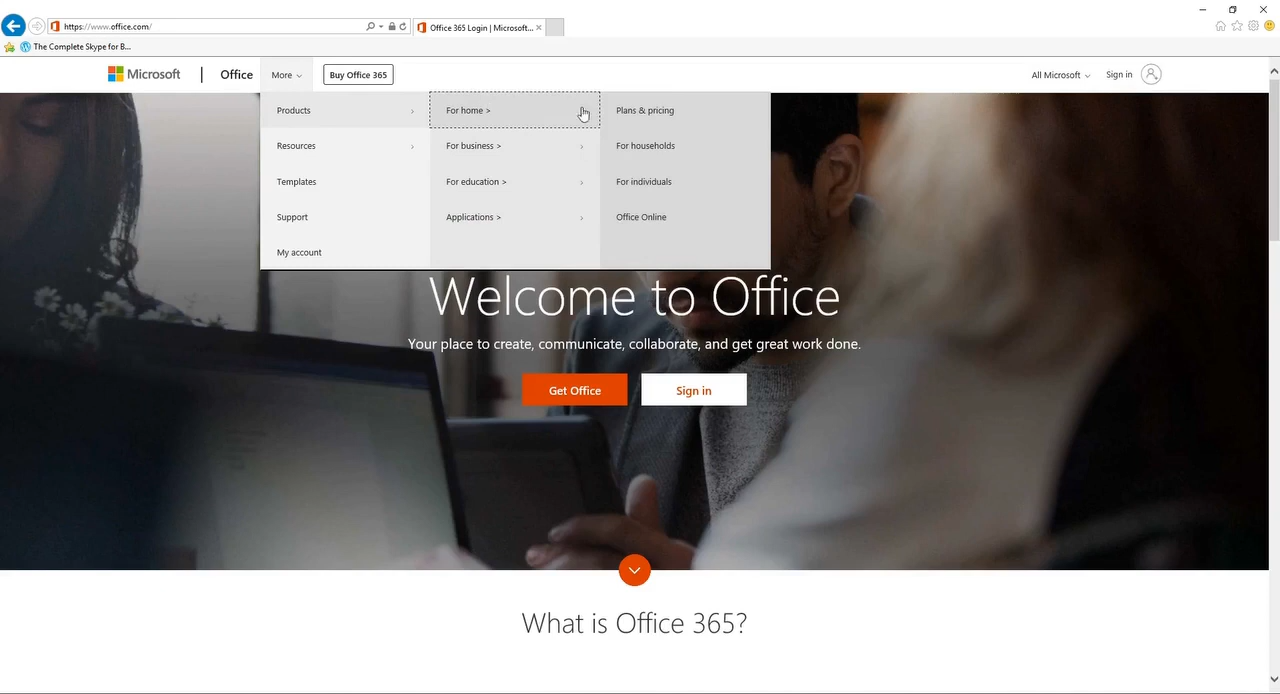 https://www.office.com/
Office 365 Login | Microsoft...
The Complete Skype for B...
Microsoft
Office
More
Buy Office 365
All Microsoft
Sign in
Products
For home >
Plans & pricing
Resources
For business >
For households
Templates
For education >
For individuals
Support
Applications >
Office Online
My account
Welcome to Office
Your place to create, communicate, collaborate, and get great work done.
Get Office
Sign in
What is Office 365?